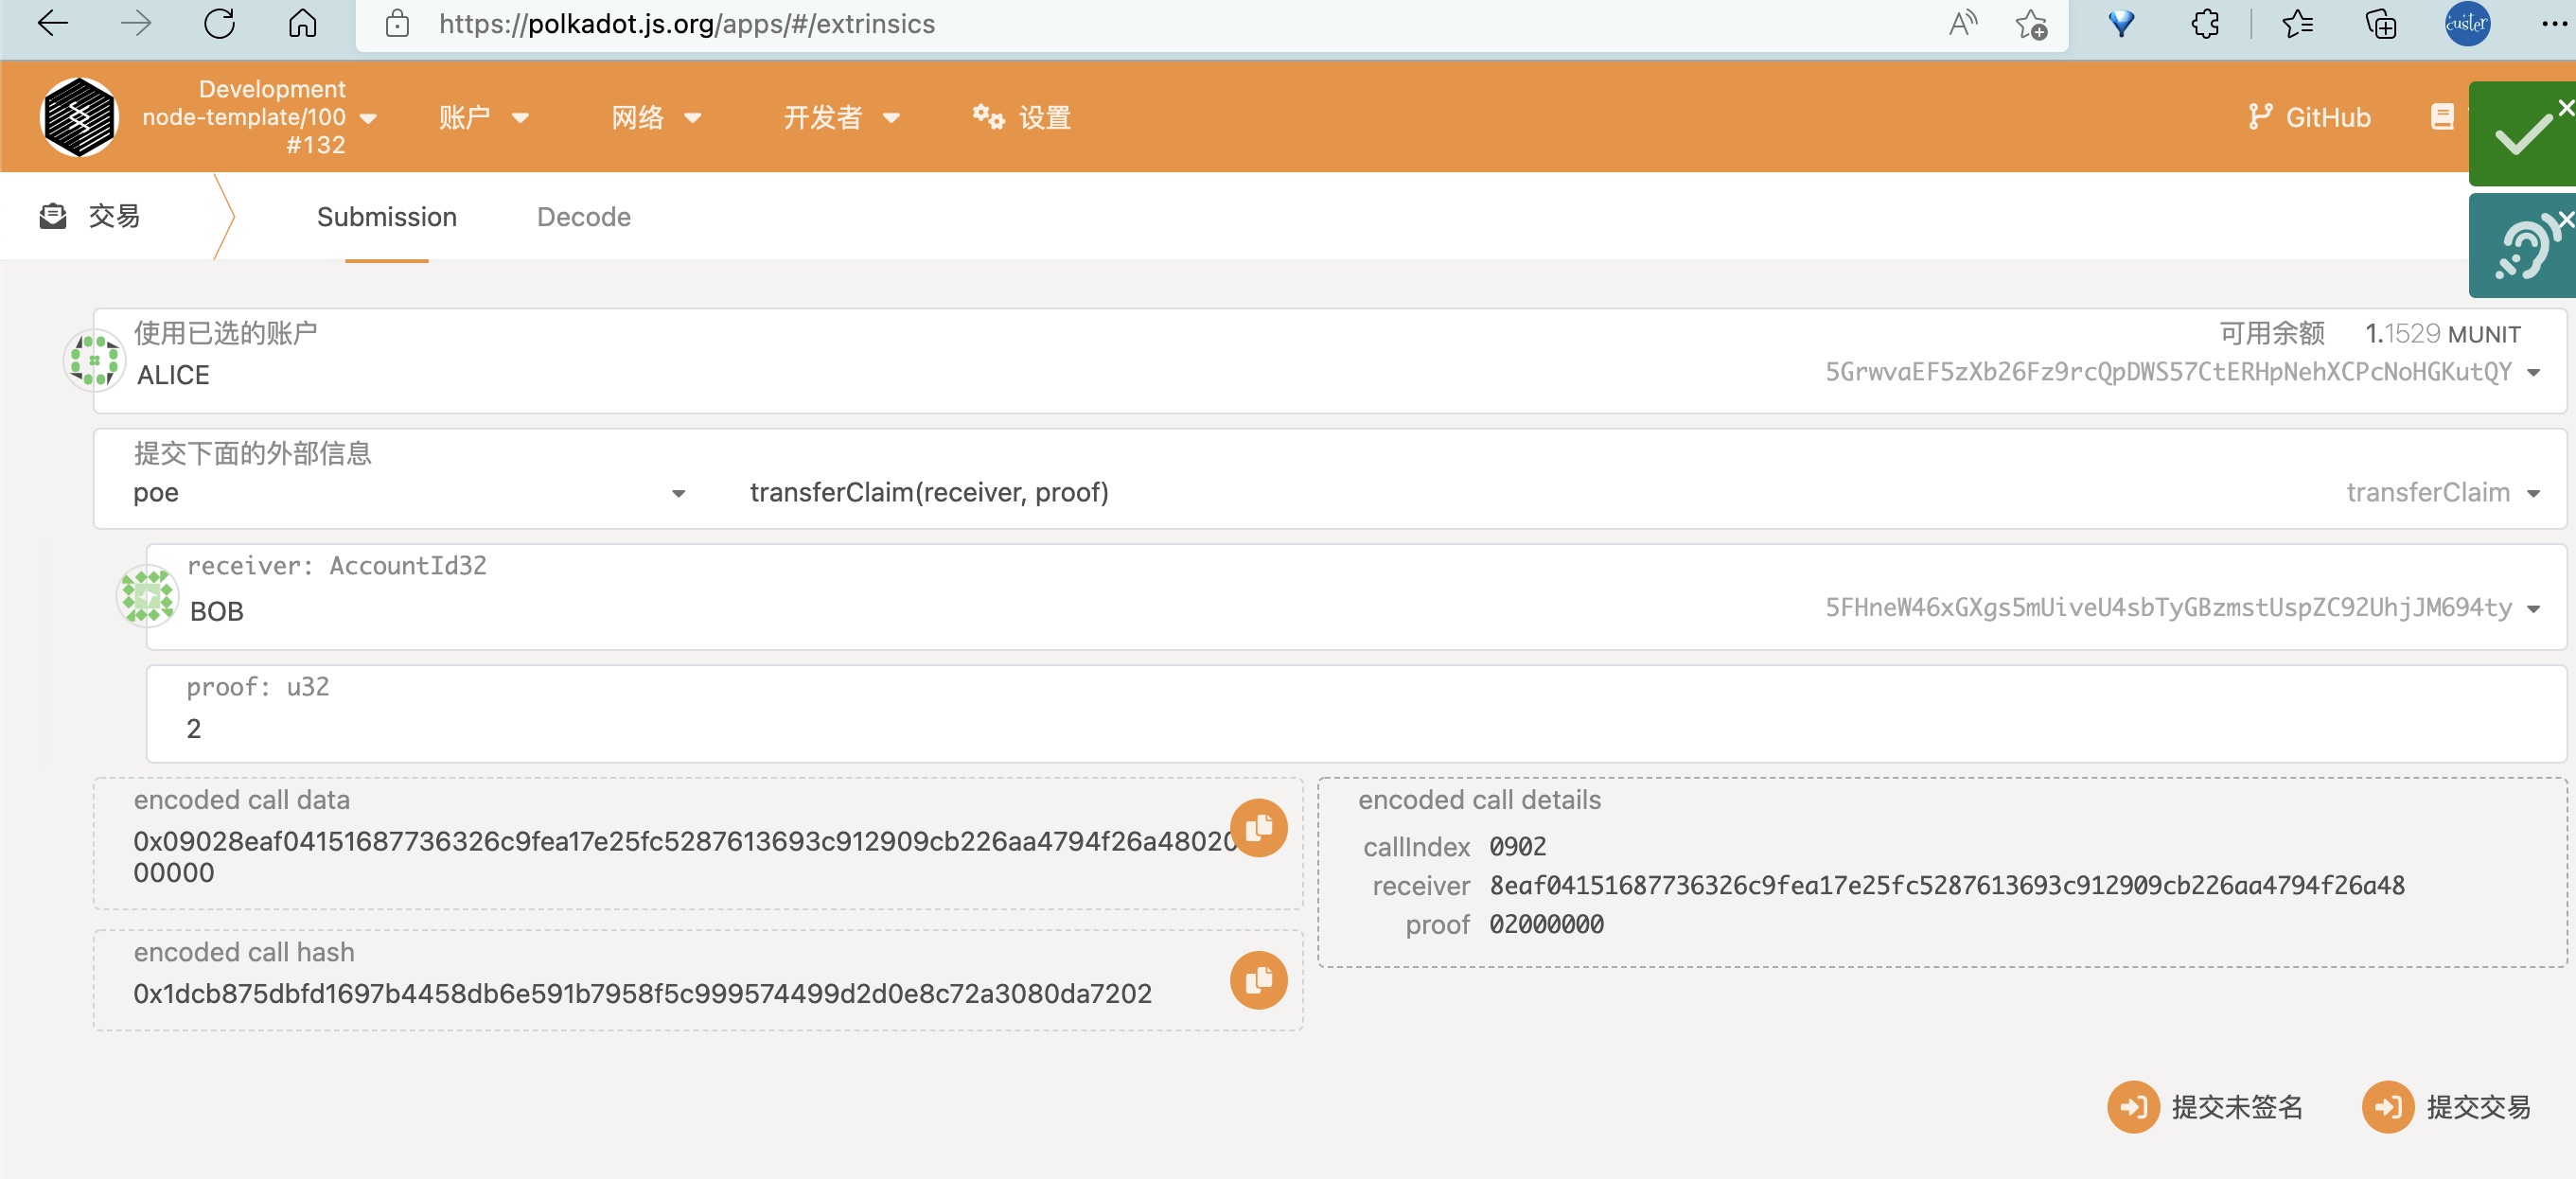 https://polkadot.js.org/apps/#/extrinsics
custer
Development
node-template/100
#132
账户
网络
开发者
设置
GitHub
交易
Submission
Decode
使用已选的账户
ALICE
可用余额 1.1529 MUNIT
5GrwvaEF5zXb26Fz9rcQpDWS57CtERHpNehXCPcNoHGKutQY
提交下面的外部信息
poe
transferClaim(receiver, proof)
transferClaim
receiver: AccountId32
BOB
5FHneW46xGXgs5mUiveU4sbTyGBzmstUspZC92UhjJM694ty
proof: u32
2
encoded call data
0x09028eaf04151687736326c9fea17e25fc5287613693c912909cb226aa4794f26a48020
00000
encoded call details
callIndex 0902
receiver 8eaf04151687736326c9fea17e25fc5287613693c912909cb226aa4794f26a48
proof 02000000
encoded call hash
0x1dcb875dbfd1697b4458db6e591b7958f5c999574499d2d0e8c72a3080da7202
提交未签名
提交交易